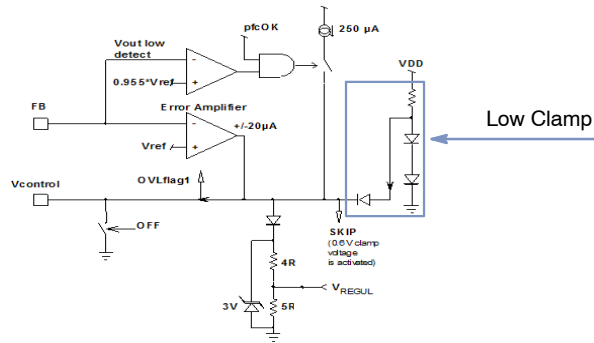 pfcOK
250 µA
Vout low
detect
VDD
0.955*Vref
Low Clamp
FB
Error Amplifier
+/-20µA
Vref
OVLflag1
Vcontrol
OFF
SKIP
(0.6V clamp
voltage
is activated)
4R
VREGUL
3V
5R